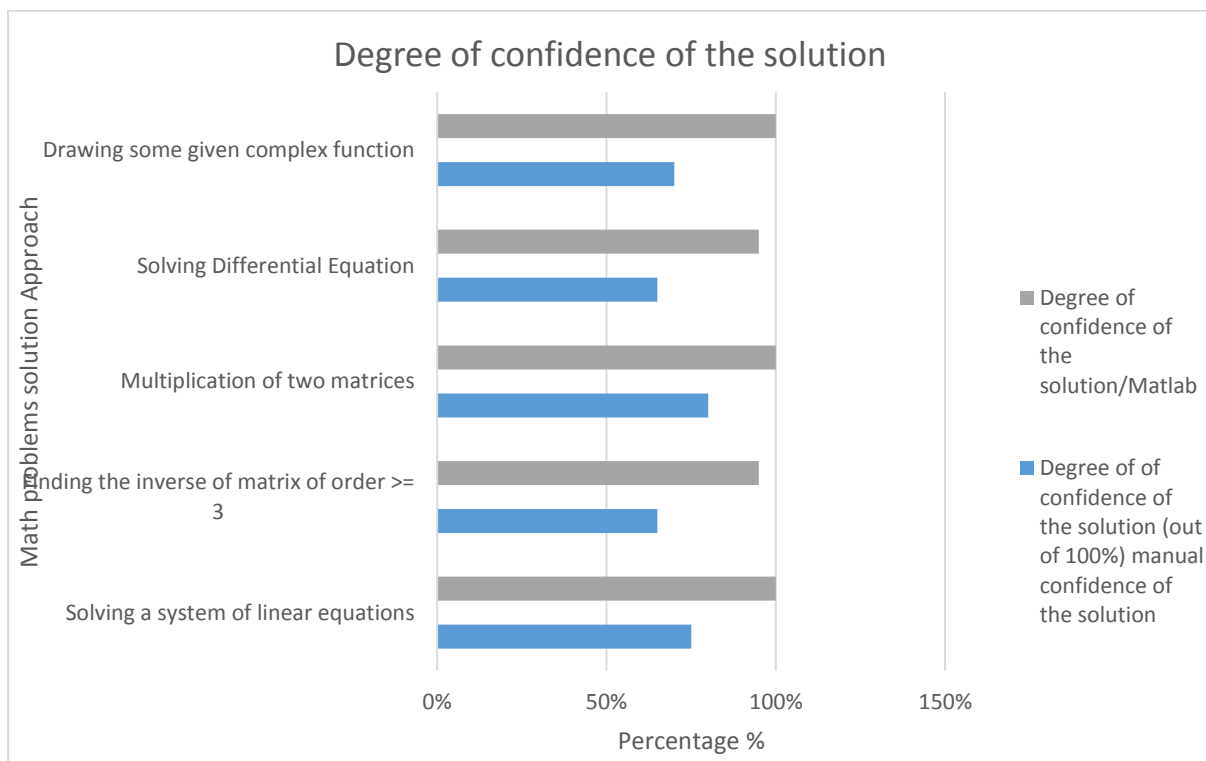 Degree of confidence of the solution
Math problems solution Approach
Drawing some given complex function
Solving Differential Equation
Multiplication of two matrices
inding the inverse of matrix of order >=
3
Solving a system of linear equations
0%
50%
100%
150%
Percentage %
Degree of
confidence of
the
solution/Matlab
Degree of of
confidence of
the solution (out
of 100%) manual
confidence of
the solution